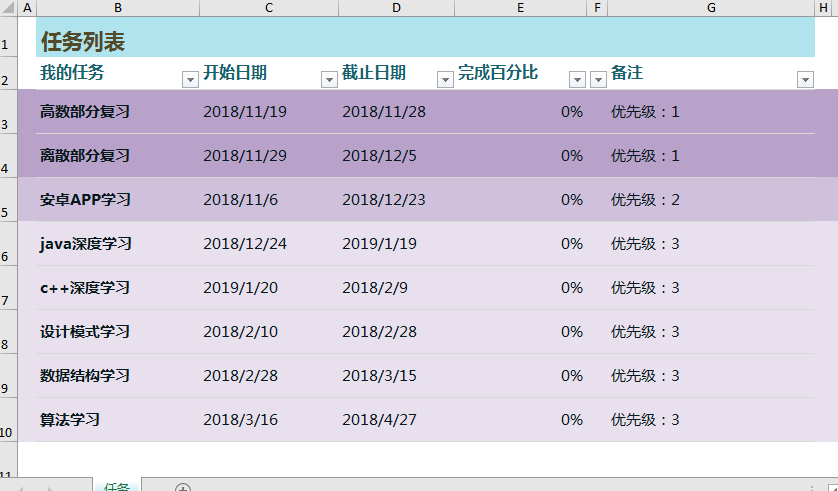 A B C D E F G H
1 任务列表
2 我的任务 开始日期 截止日期 完成百分比 备注
3 高数部分复习 2018/11/19 2018/11/28 0% 优先级：1
4 离散部分复习 2018/11/29 2018/12/5 0% 优先级：1
5 安卓APP学习 2018/11/6 2018/12/23 0% 优先级：2
6 java深度学习 2018/12/24 2019/1/19 0% 优先级：3
7 c++深度学习 2019/1/20 2018/2/9 0% 优先级：3
8 设计模式学习 2018/2/10 2018/2/28 0% 优先级：3
9 数据结构学习 2018/2/28 2018/3/15 0% 优先级：3
10 算法学习 2018/3/16 2018/4/27 0% 优先级：3
11
任务